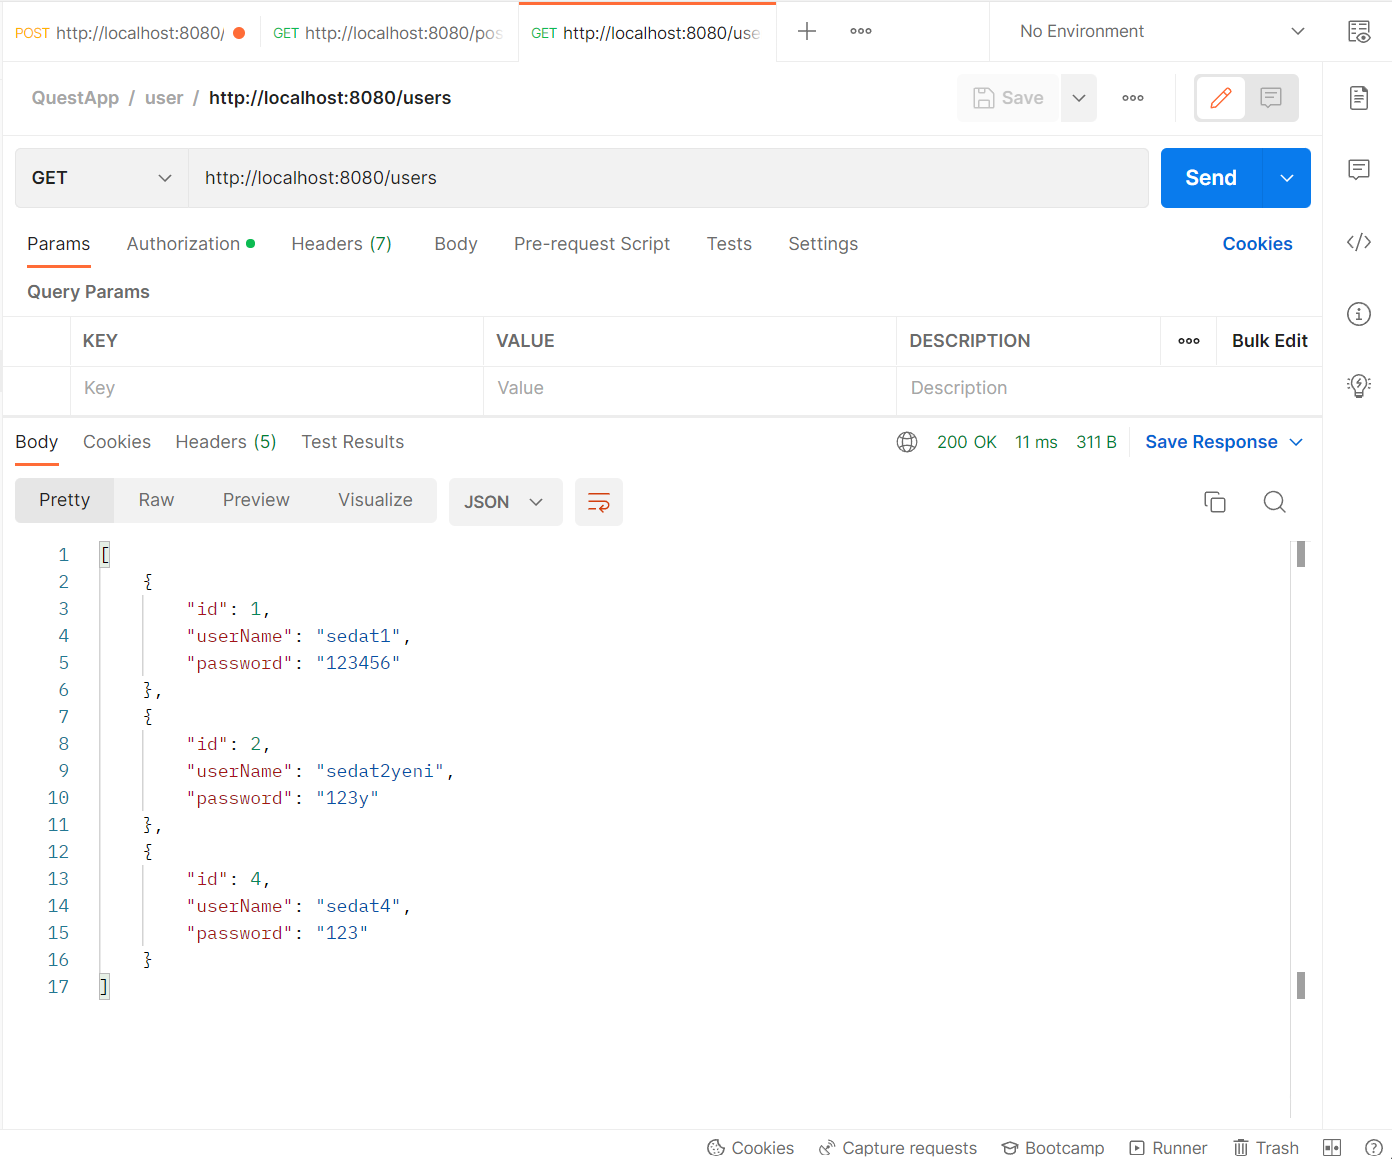 POST http://localhost:8080/ GET http://localhost:8080/pos GET http://localhost:8080/use No Environment
QuestApp / user / http://localhost:8080/users Save
GET http://localhost:8080/users Send
Params Authorization Headers (7) Body Pre-request Script Tests Settings Cookies
Query Params
KEY VALUE DESCRIPTION Bulk Edit
Key Value Description
Body Cookies Headers (5) Test Results 200 OK 11 ms 311 B Save Response
Pretty Raw Preview Visualize JSON
1 [
2 {
3 "id": 1,
4 "userName": "sedat1",
5 "password": "123456"
6 },
7 {
8 "id": 2,
9 "userName": "sedat2yeni",
10 "password": "123y"
11 },
12 {
13 "id": 4,
14 "userName": "sedat4",
15 "password": "123"
16 }
17 ]
Cookies Capture requests Bootcamp Runner Trash